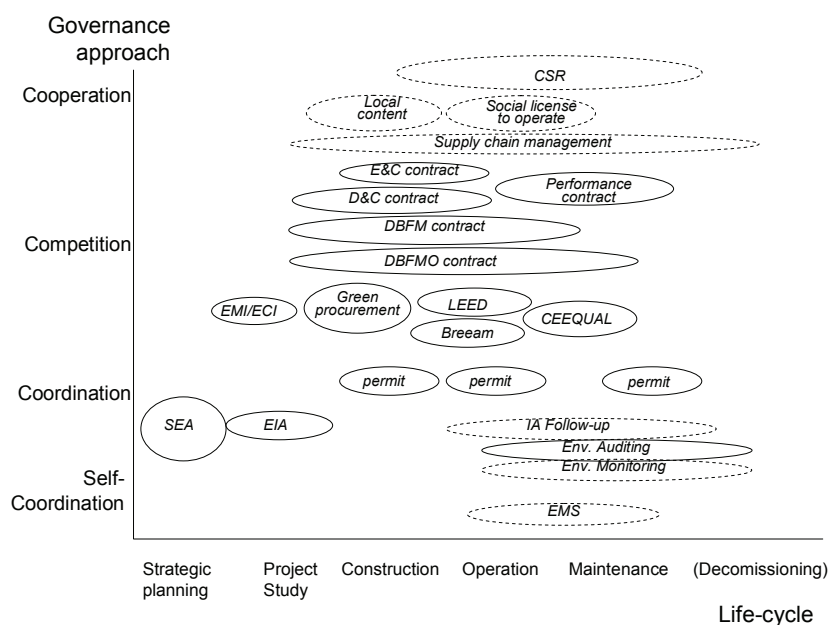 Governance
approach
CSR
Cooperation
Local
content
Social license
to operate
Supply chain management
E&C contract
Performance
contract
D&C contract
DBFM contract
Competition
DBFMO contract
Green
procurement
EMI/ECI
LEED
CEEQUAL
Breeam
Coordination
permit
permit
permit
SEA
EIA
IA Follow-up
Env. Auditing
Env. Monitoring
Self-
Coordination
EMS
Strategic
planning
Project
Study
Construction
Operation
Maintenance
(Decomissioning)
Life-cycle